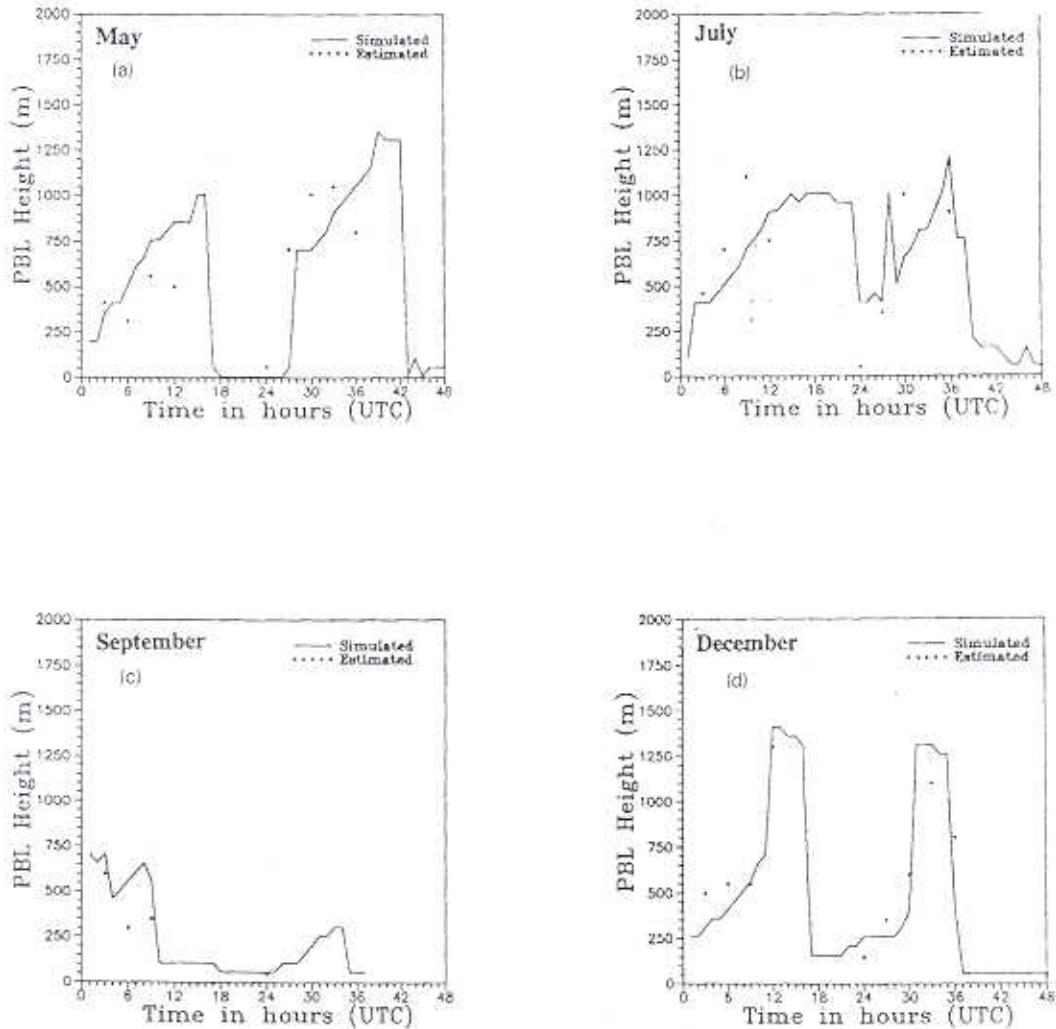 May
(a)
Simulated
Estimated
PBL Height (m)
2000
1750
1500
1250
1000
750
500
250
0
0 6 12 18 24 30 36 42 48
Time in hours (UTC)
July
(b)
Simulated
Estimated
PBL Height (m)
2000
1750
1500
1250
1000
750
500
250
0
0 6 12 18 24 30 36 42 48
Time in hours (UTC)
September
(c)
Simulated
Estimated
PBL Height (m)
2000
1750
1500
1250
1000
750
500
250
0
0 6 12 18 24 30 36 42 48
Time in hours (UTC)
December
(d)
Simulated
Estimated
PBL Height (m)
2000
1750
1500
1250
1000
750
500
250
0
0 6 12 18 24 30 36 42 48
Time in hours (UTC)